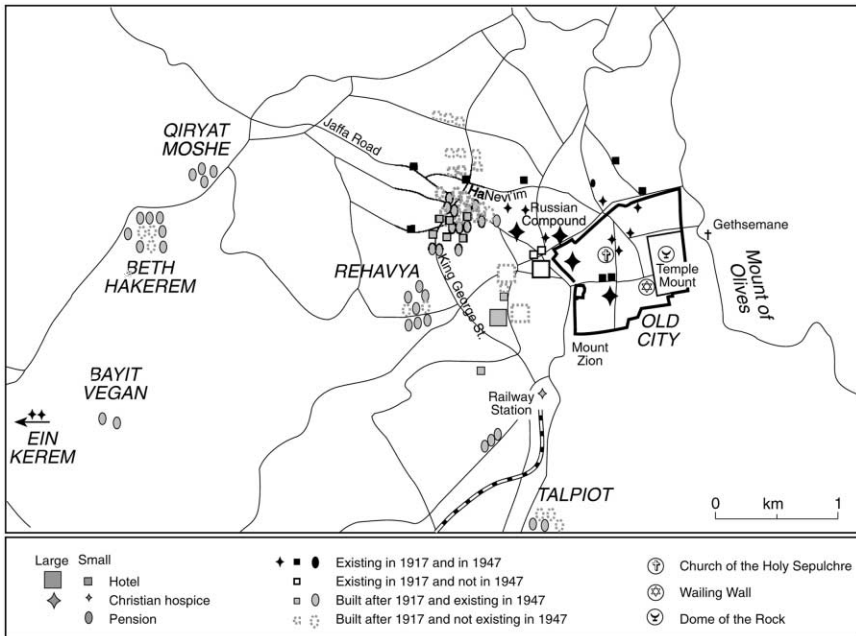 QIRYAT
MOSHE
Jaffa Road
HaNevi'im
Russian
Compound
Gethsemane
BETH
HAKEREM
REHAVYA
King George St.
Temple
Mount
Mount of
Olives
OLD
CITY
Mount
Zion
BAYIT
VEGAN
Railway
Station
EIN
KEREM
TALPIOT
0 km 1
Large Small
Hotel
Christian hospice
Pension
Existing in 1917 and in 1947
Existing in 1917 and not in 1947
Built after 1917 and existing in 1947
Built after 1917 and not existing in 1947
Church of the Holy Sepulchre
Wailing Wall
Dome of the Rock